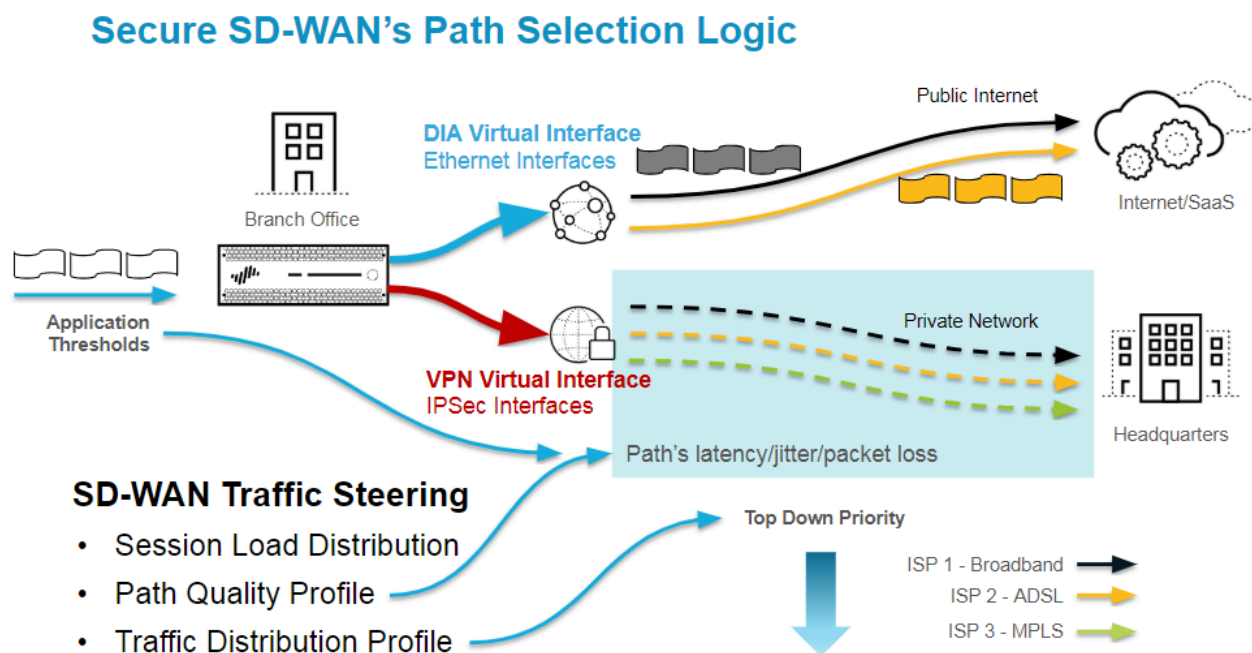 Secure SD-WAN's Path Selection Logic
Public Internet
DIA Virtual Interface
Ethernet Interfaces
Branch Office
Internet/SaaS
Application
Thresholds
Private Network
VPN Virtual Interface
IPSec Interfaces
Headquarters
Path's latency/jitter/packet loss
SD-WAN Traffic Steering
• Session Load Distribution
• Path Quality Profile
• Traffic Distribution Profile
Top Down Priority
ISP 1 - Broadband
ISP 2 - ADSL
ISP 3 - MPLS